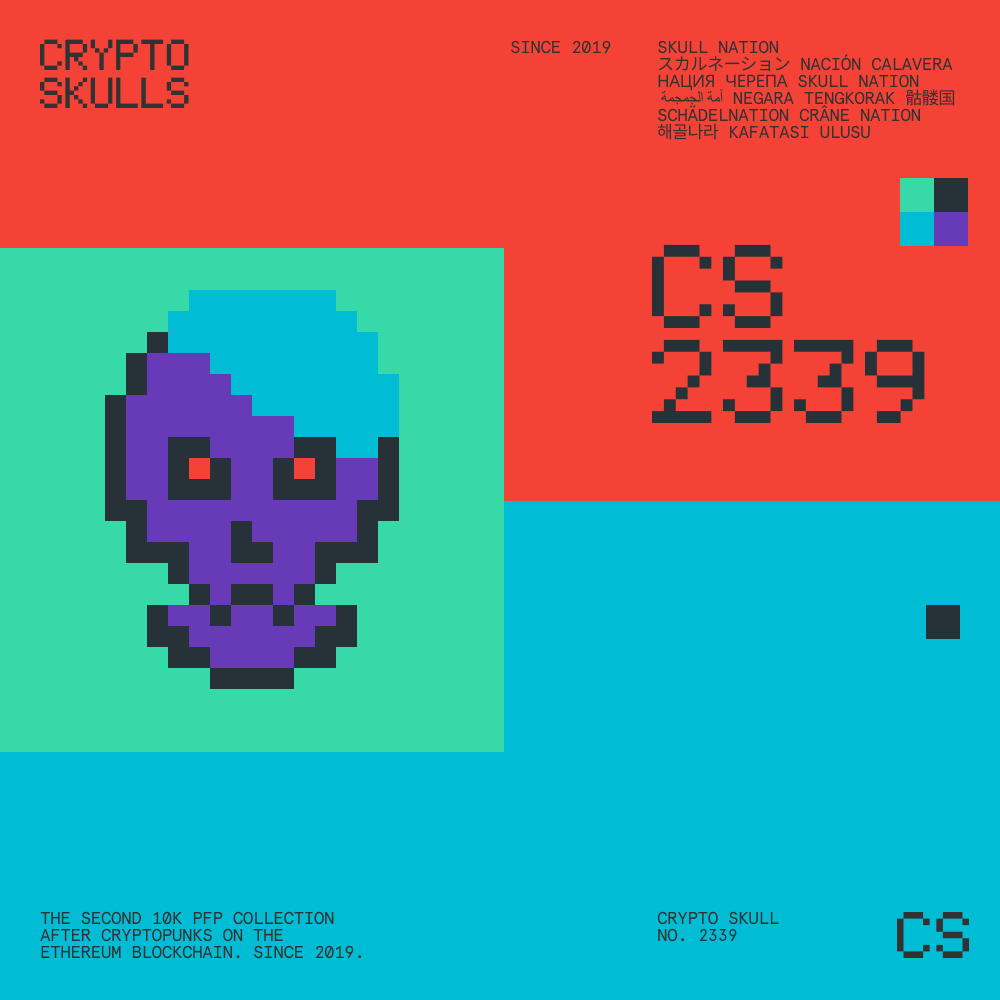 CRYPTO
SKULLS
SINCE 2019
SKULL NATION
スカルネーション NACIÓN CALAVERA
НАЦИЯ ЧЕРЕПА SKULL NATION
أمة الجمجمة NEGARA TENGKORAK 骷髅国
SCHÄDELNATION CRÂNE NATION
해골나라 KAFATASI ULUSU
CS
2339
THE SECOND 10K PFP COLLECTION
AFTER CRYPTOPUNKS ON THE
ETHEREUM BLOCKCHAIN. SINCE 2019.
CRYPTO SKULL
NO. 2339
CS